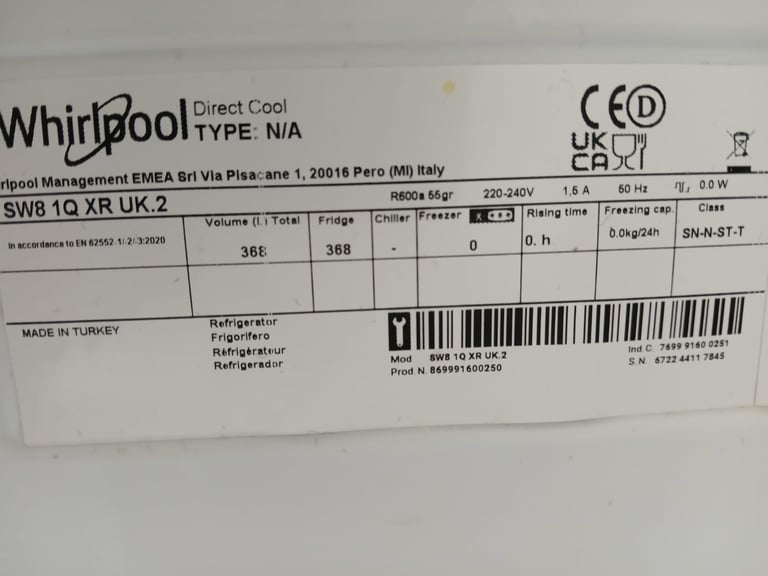 Whirlpool
Direct Cool
TYPE: N/A
CE D
UK
CA
rlpool Management EMEA Srl Via Pisacane 1, 20016 Pero (MI) Italy
SW8 1Q XR UK.2
R600a 55gr 220-240V 1,5 A 50 Hz 0.0 W
Volume (l.) Total Fridge Chiller Freezer Rising time Freezing cap. Class
In accordance to EN 62552-1/-2/-3:2020
368 368 - 0 0. h 0.0kg/24h SN-N-ST-T
MADE IN TURKEY
Refrigerator
Frigorifero
Réfrigérateur
Refrigerador
Mod SW8 1Q XR UK.2
Prod.N. 869991600250
Ind.C. 7699 9160 0251
S.N. 6722 4411 7845